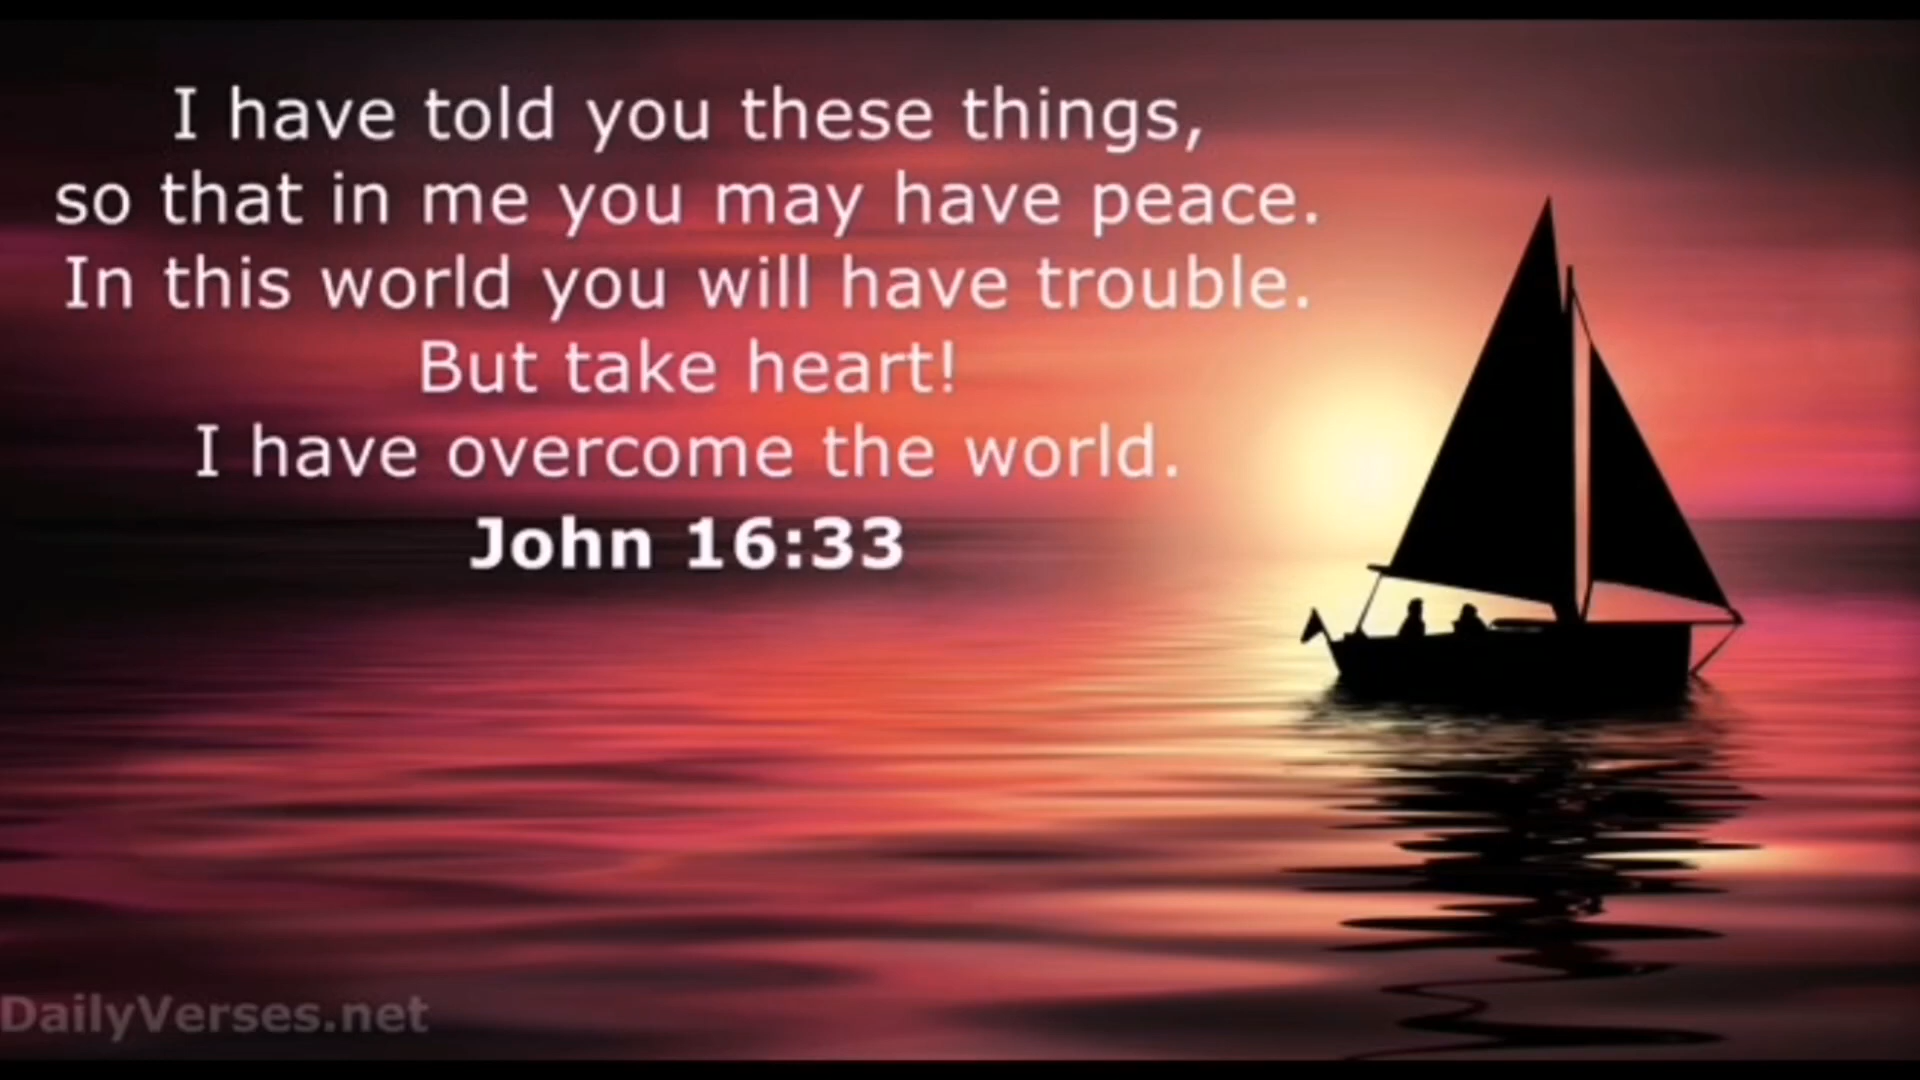 I have told you these things,
so that in me you may have peace.
In this world you will have trouble.
But take heart!
I have overcome the world.
John 16:33
DailyVerses.net